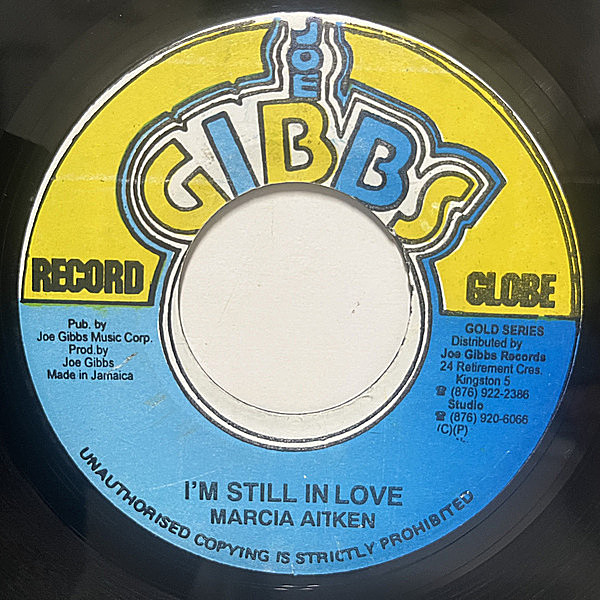 JOE
GIBBS
RECORD
GLOBE
Pub. by
Joe Gibbs Music Corp.
Prod.by
Joe Gibbs
Made in Jamaica
GOLD SERIES
Distributed by
Joe Gibbs Records
24 Retirement Cres.
Kingston 5
☎ (876) 922-2386
Studio
☎ (876) 920-6066
(C)(P)
I'M STILL IN LOVE
MARCIA AITKEN
UNAUTHORISED COPYING IS STRICTLY PROHIBITED